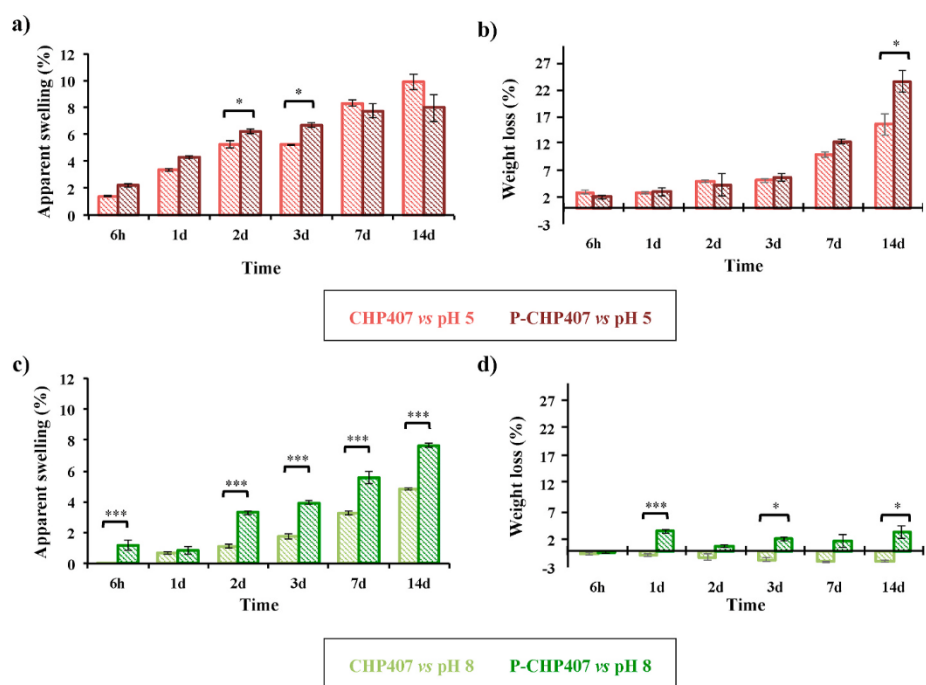 a)
Apparent swelling (%)
12
10
8
6
4
2
0
*
*
6h 1d 2d 3d 7d 14d
Time
b)
Weight loss (%)
27
22
17
12
7
2
-3
*
6h 1d 2d 3d 7d 14d
Time
CHP407 vs pH 5 P-CHP407 vs pH 5
c)
Apparent swelling (%)
12
10
8
6
4
2
0
***
***
***
***
***
6h 1d 2d 3d 7d 14d
Time
d)
Weight loss (%)
27
22
17
12
7
2
-3
***
*
*
6h 1d 2d 3d 7d 14d
Time
CHP407 vs pH 8 P-CHP407 vs pH 8